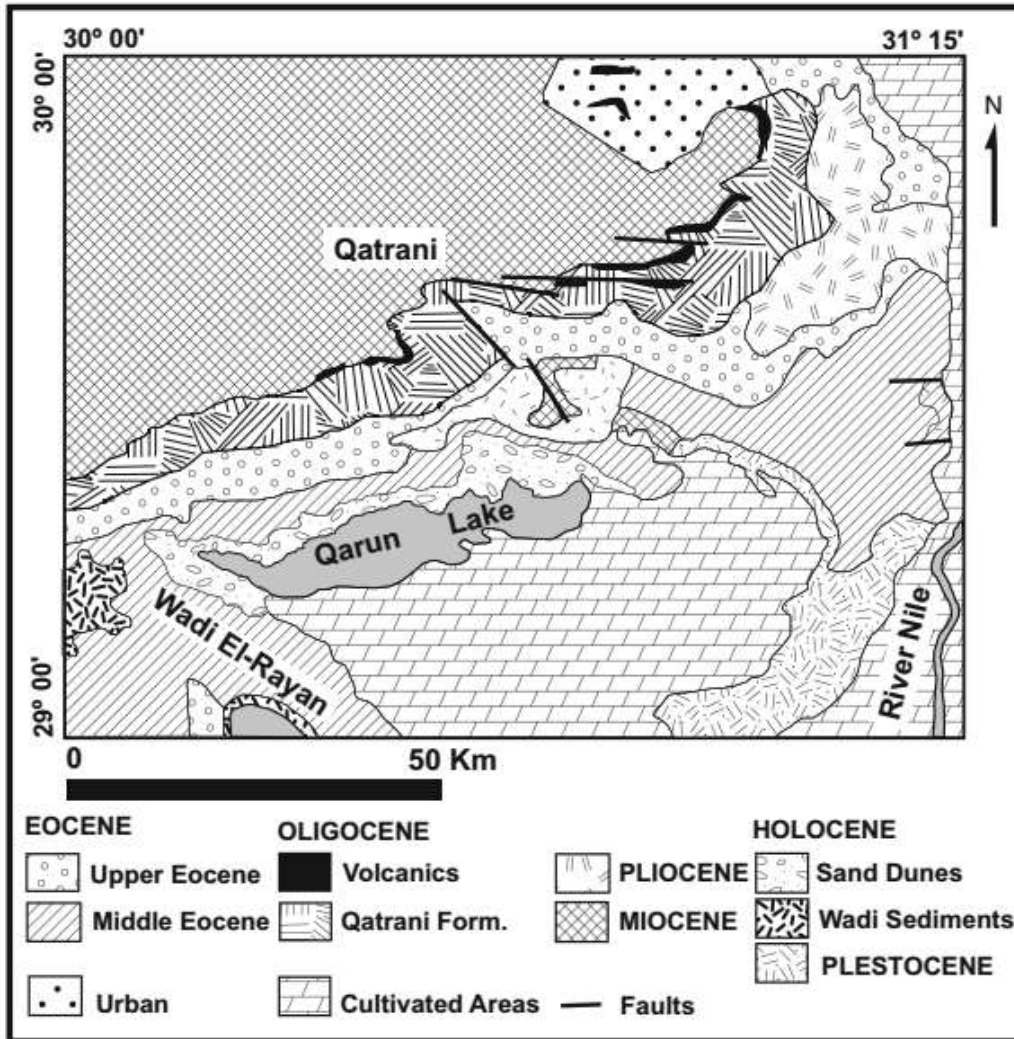 30° 00'
31° 15'
30° 00'
N
Qatrani
Qarun Lake
Wadi El-Rayan
River Nile
29° 00'
0
50 Km
EOCENE
Upper Eocene
Middle Eocene
Urban
OLIGOCENE
Volcanics
Qatrani Form.
Cultivated Areas
PLIOCENE
MIOCENE
Faults
HOLOCENE
Sand Dunes
Wadi Sediments
PLESTOCENE